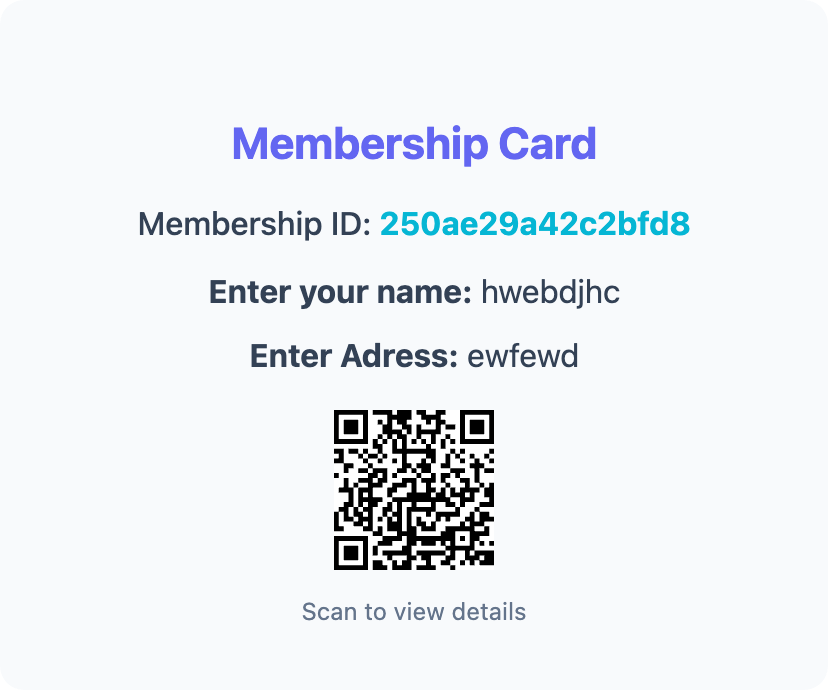 Membership Card
Membership ID: 250ae29a42c2bfd8
Enter your name: hwebdjhc
Enter Adress: ewfewd
Scan to view details